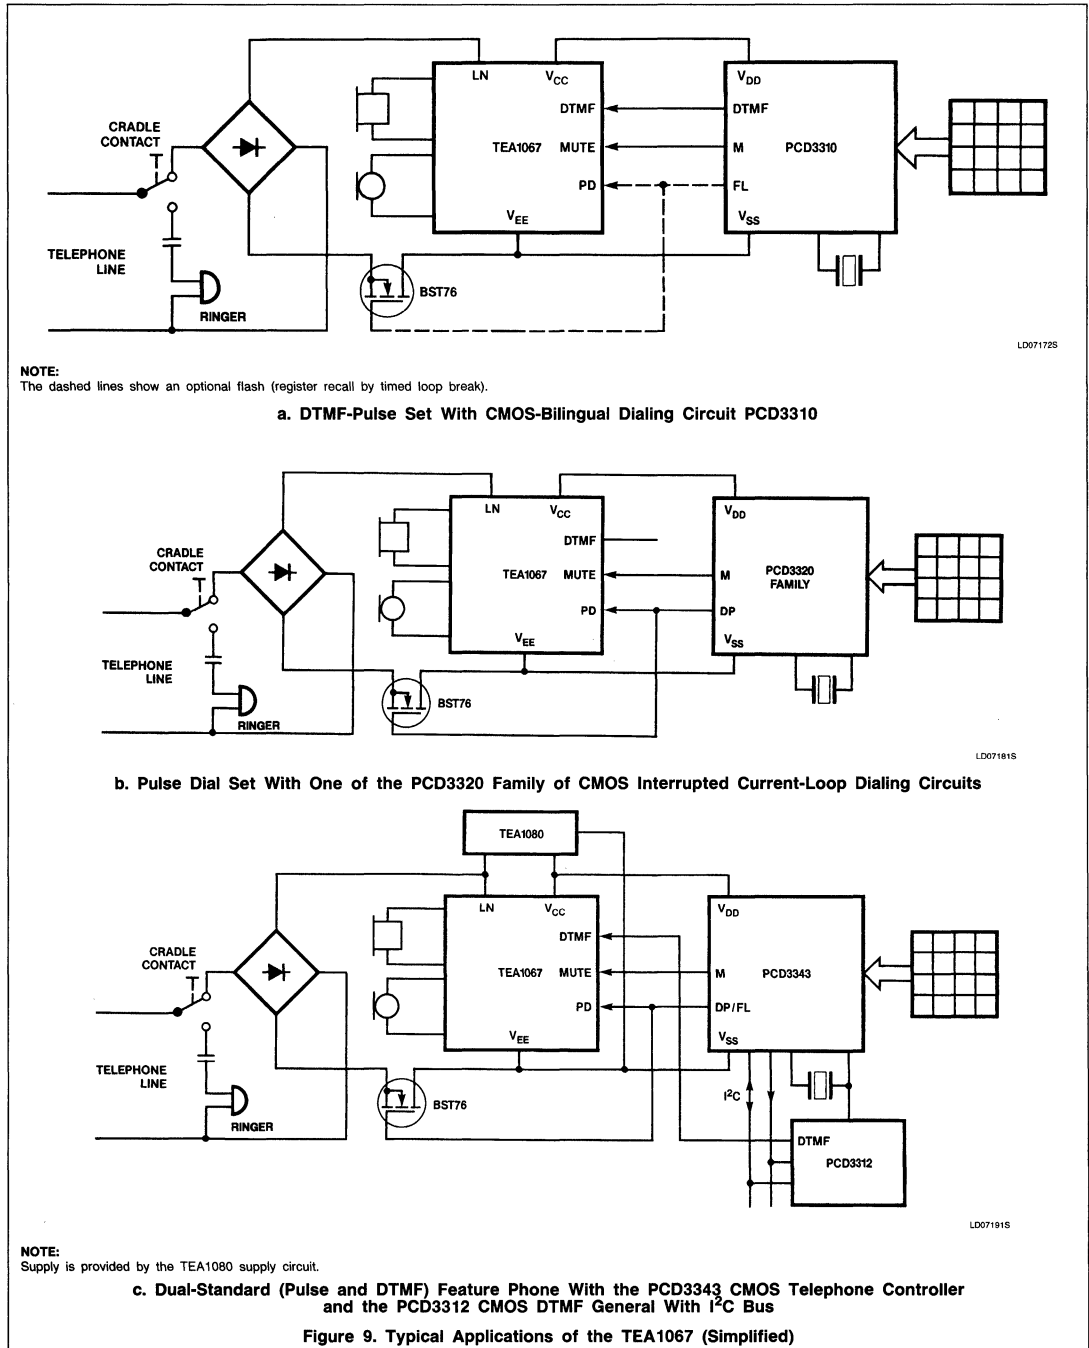 LN
VCC
VDD
DTMF
DTMF
CRADLE
CONTACT
TEA1067
MUTE
M
PCD3310
PD
FL
VEE
VSS
TELEPHONE
LINE
BST76
RINGER
LD07172S
NOTE:
The dashed lines show an optional flash (register recall by timed loop break).
a. DTMF-Pulse Set With CMOS-Bilingual Dialing Circuit PCD3310
LN
VCC
VDD
DTMF
CRADLE
CONTACT
TEA1067
MUTE
M
PCD3320
FAMILY
PD
DP
VEE
VSS
TELEPHONE
LINE
BST76
RINGER
LD07181S
b. Pulse Dial Set With One of the PCD3320 Family of CMOS Interrupted Current-Loop Dialing Circuits
TEA1080
LN
VCC
VDD
DTMF
CRADLE
CONTACT
TEA1067
MUTE
M
PCD3343
PD
DP/FL
VEE
VSS
TELEPHONE
LINE
BST76
I²C
RINGER
DTMF
PCD3312
LD07191S
NOTE:
Supply is provided by the TEA1080 supply circuit.
c. Dual-Standard (Pulse and DTMF) Feature Phone With the PCD3343 CMOS Telephone Controller
and the PCD3312 CMOS DTMF General With I²C Bus
Figure 9. Typical Applications of the TEA1067 (Simplified)